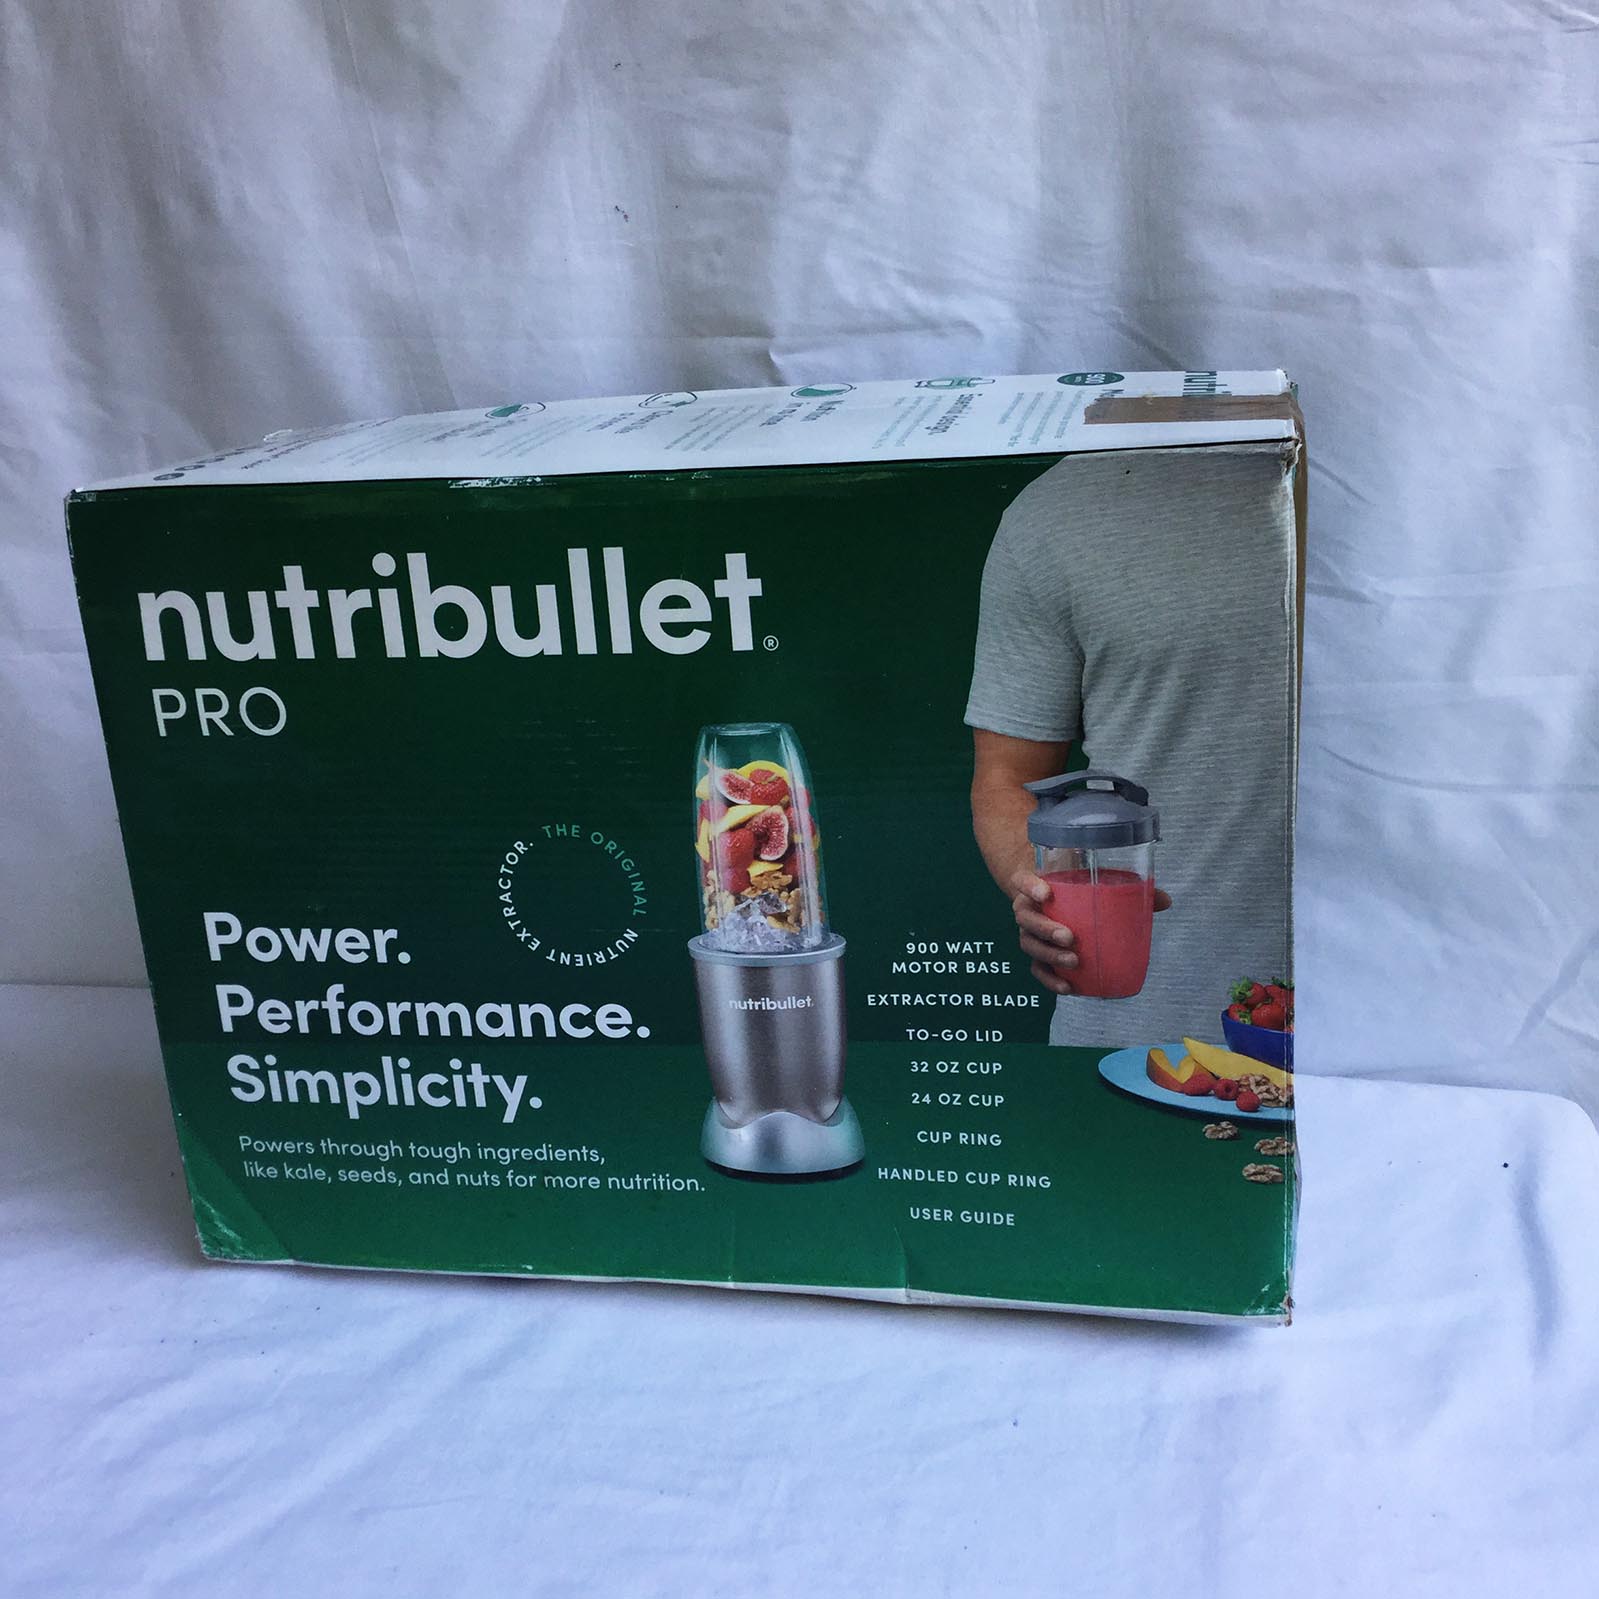 nutribullet®
PRO
THE ORIGINAL NUTRIENT EXTRACTOR.
Power.
Performance.
Simplicity.
Powers through tough ingredients,
like kale, seeds, and nuts for more nutrition.
nutribullet
900 WATT
MOTOR BASE
EXTRACTOR BLADE
TO-GO LID
32 OZ CUP
24 OZ CUP
CUP RING
HANDLED CUP RING
USER GUIDE